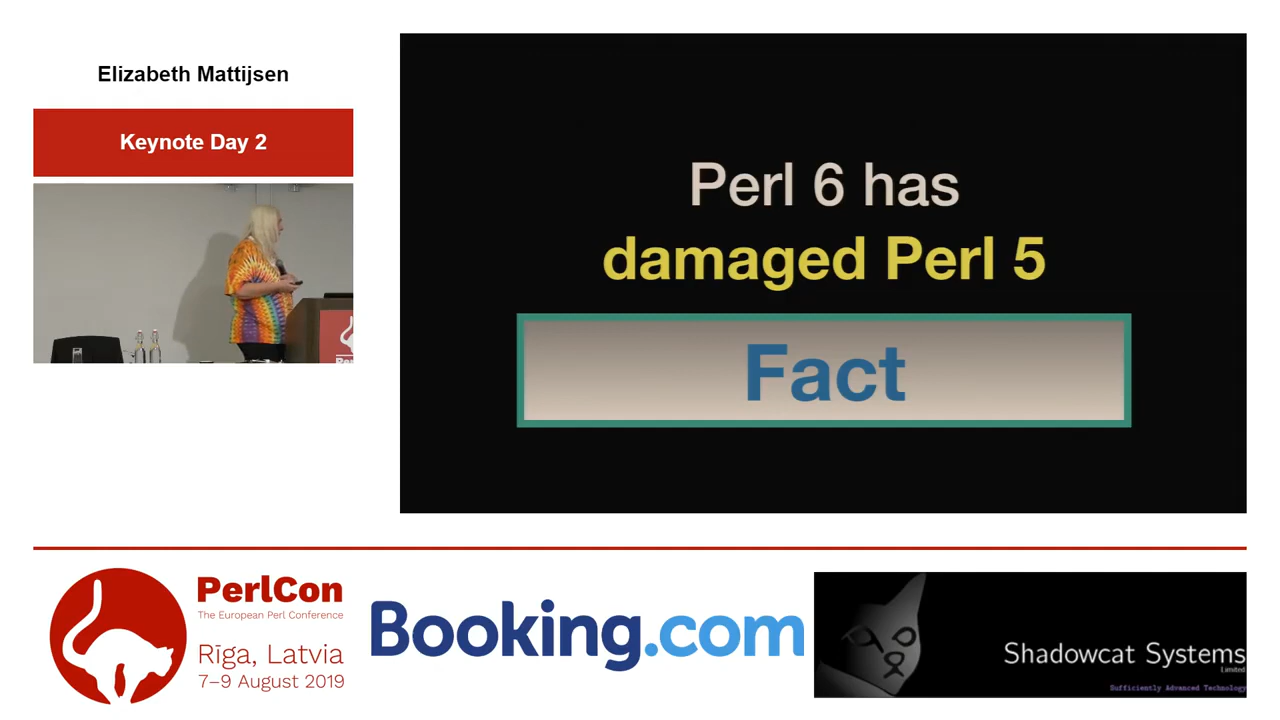 Elizabeth Mattijsen
Keynote Day 2
Perl 6 has
damaged Perl 5
Fact
PerlCon
The European Perl Conference
Rīga, Latvia
7–9 August 2019
Booking.com
Shadowcat Systems
Limited
Sufficiently Advanced Technology